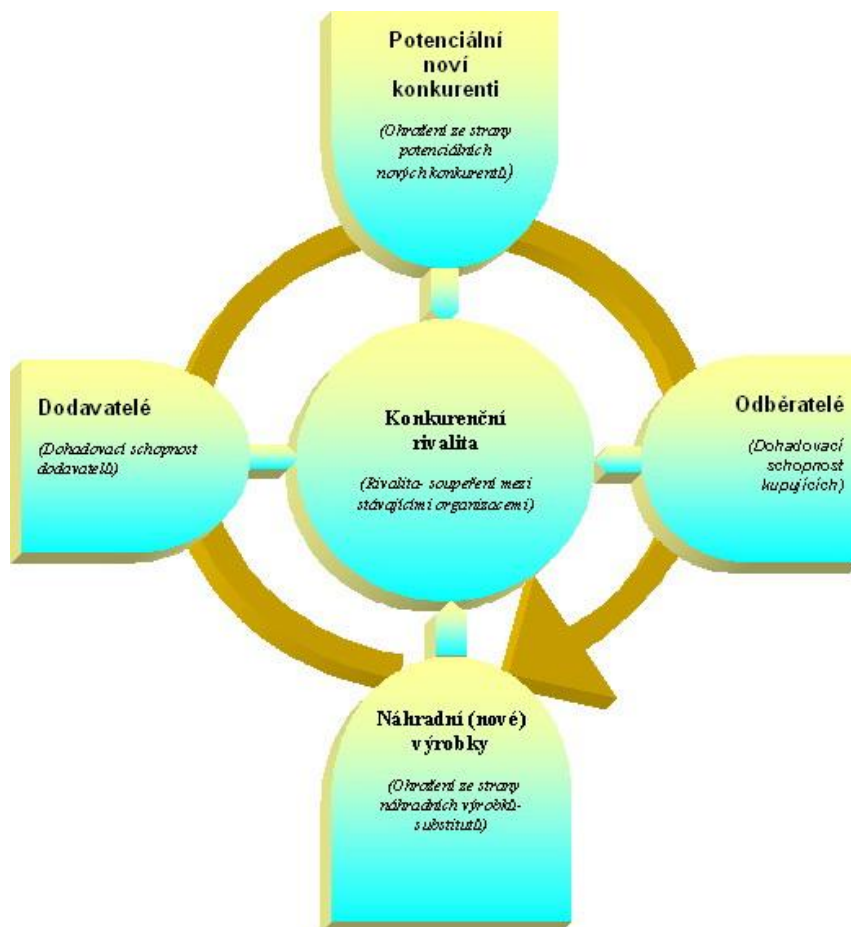 Potenciální
noví
konkurenti
(Ohrožení ze strany
potenciálních
nových konkurentů)
Dodavatelé
(Dohadovací schopnost
dodavatelů)
Konkurenční
rivalita
(Rivalita- soupeření mezi
stávajícími organizacemi)
Odběratelé
(Dohadovací
schopnost
kupujících)
Náhradní (nové)
výrobky
(Ohrožení ze strany
náhradních výrobků-
substitutů)